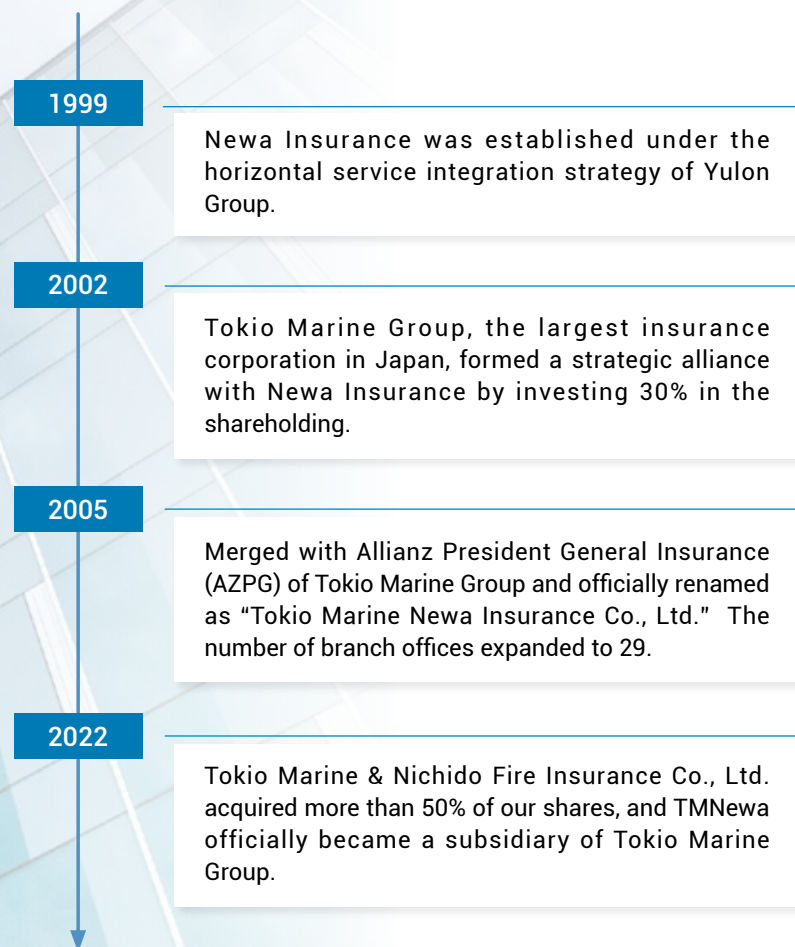 1999
Newa Insurance was established under the
horizontal service integration strategy of Yulon
Group.
2002
Tokio Marine Group, the largest insurance
corporation in Japan, formed a strategic alliance
with Newa Insurance by investing 30% in the
shareholding.
2005
Merged with Allianz President General Insurance
(AZPG) of Tokio Marine Group and officially renamed
as “Tokio Marine Newa Insurance Co., Ltd.” The
number of branch offices expanded to 29.
2022
Tokio Marine & Nichido Fire Insurance Co., Ltd.
acquired more than 50% of our shares, and TMNewa
officially became a subsidiary of Tokio Marine
Group.